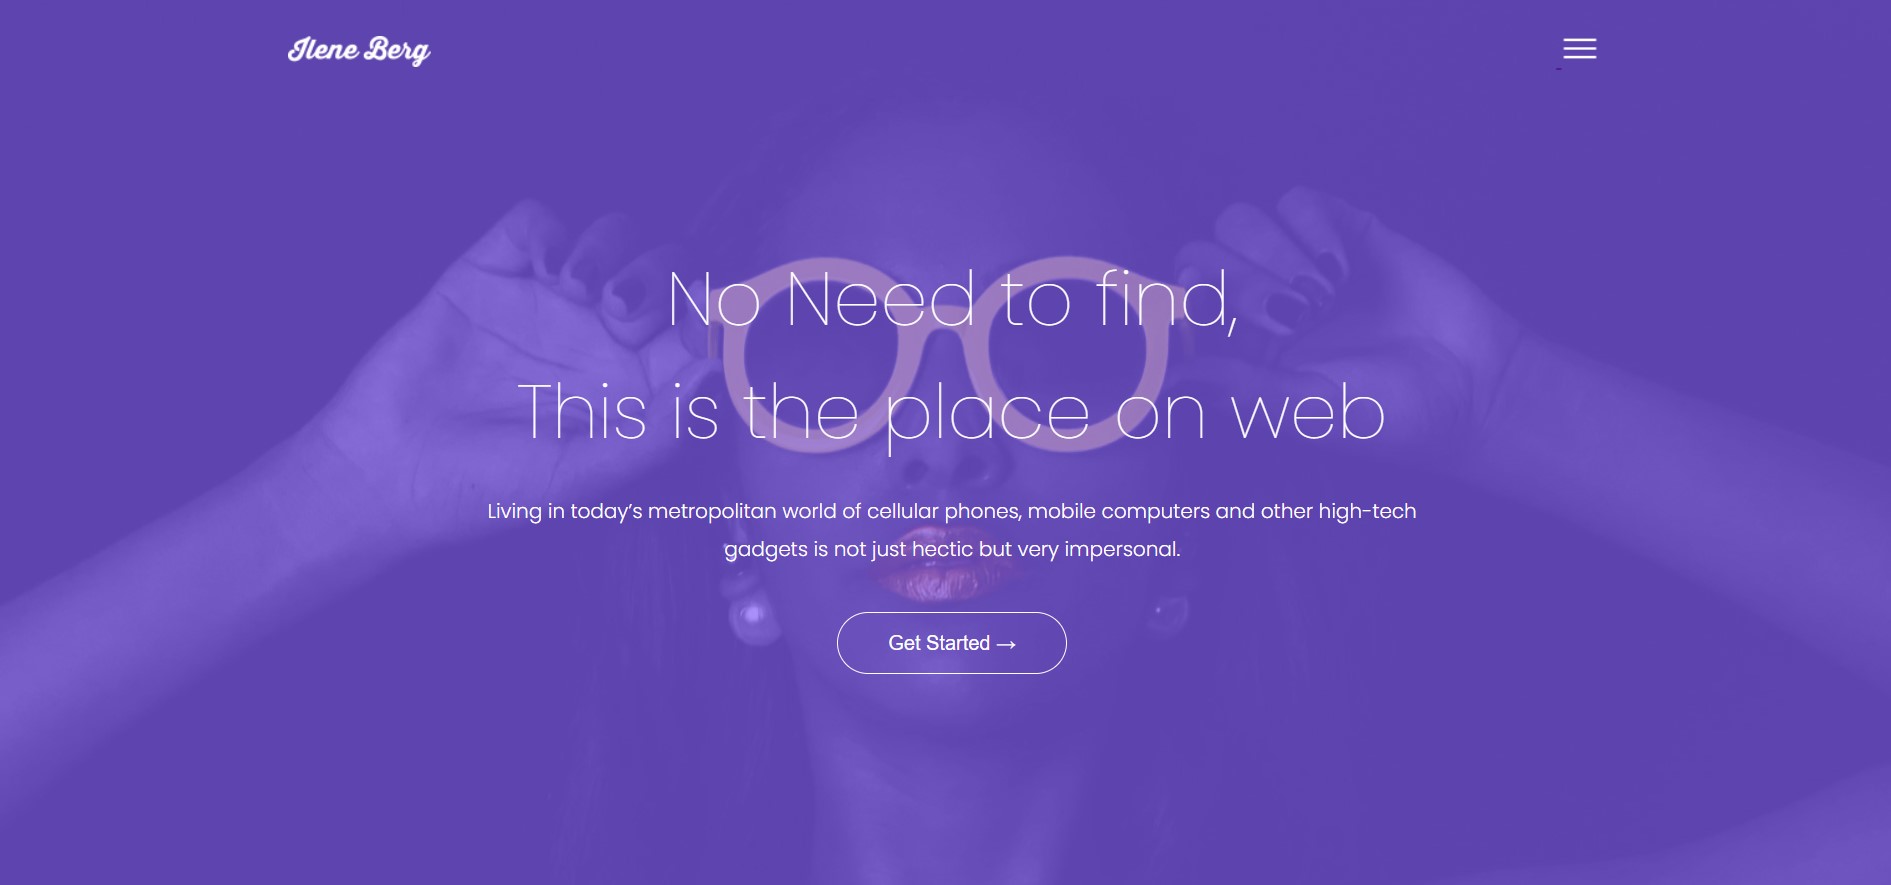 Ilene Berg
No Need to find,
This is the place on web
Living in today’s metropolitan world of cellular phones, mobile computers and other high-tech
gadgets is not just hectic but very impersonal.
Get Started →